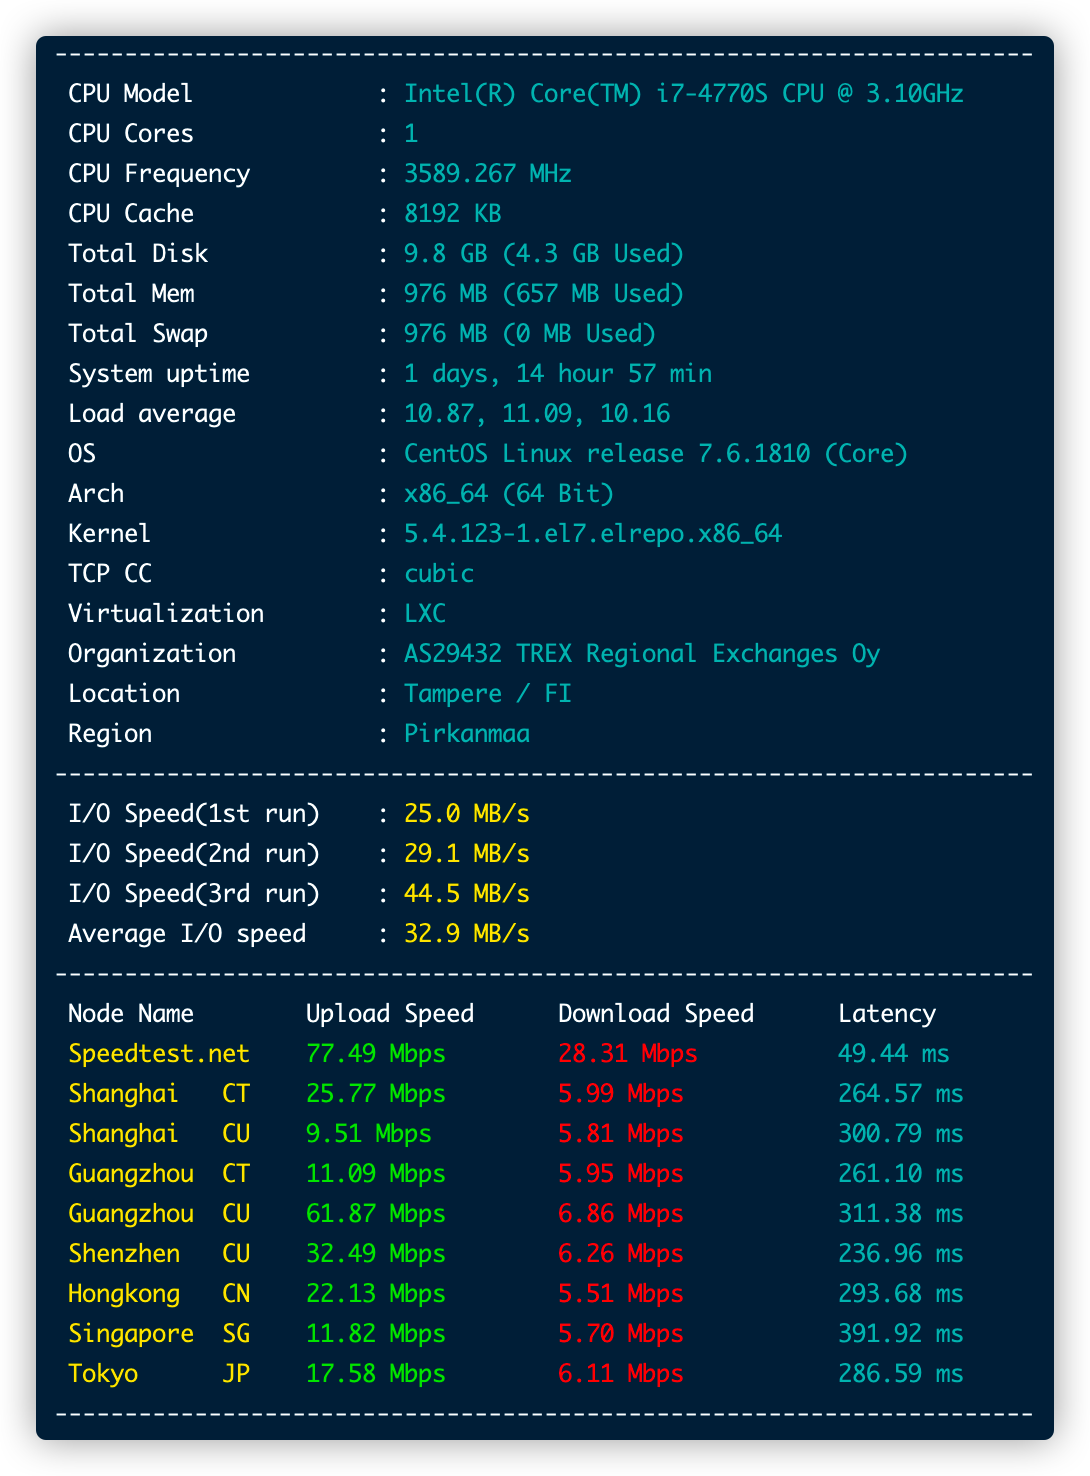 ----------------------------------------------------------------------
CPU Model : Intel(R) Core(TM) i7-4770S CPU @ 3.10GHz
CPU Cores : 1
CPU Frequency : 3589.267 MHz
CPU Cache : 8192 KB
Total Disk : 9.8 GB (4.3 GB Used)
Total Mem : 976 MB (657 MB Used)
Total Swap : 976 MB (0 MB Used)
System uptime : 1 days, 14 hour 57 min
Load average : 10.87, 11.09, 10.16
OS : CentOS Linux release 7.6.1810 (Core)
Arch : x86_64 (64 Bit)
Kernel : 5.4.123-1.el7.elrepo.x86_64
TCP CC : cubic
Virtualization : LXC
Organization : AS29432 TREX Regional Exchanges Oy
Location : Tampere / FI
Region : Pirkanmaa
----------------------------------------------------------------------
I/O Speed(1st run) : 25.0 MB/s
I/O Speed(2nd run) : 29.1 MB/s
I/O Speed(3rd run) : 44.5 MB/s
Average I/O speed : 32.9 MB/s
----------------------------------------------------------------------
Node Name Upload Speed Download Speed Latency
Speedtest.net 77.49 Mbps 28.31 Mbps 49.44 ms
Shanghai CT 25.77 Mbps 5.99 Mbps 264.57 ms
Shanghai CU 9.51 Mbps 5.81 Mbps 300.79 ms
Guangzhou CT 11.09 Mbps 5.95 Mbps 261.10 ms
Guangzhou CU 61.87 Mbps 6.86 Mbps 311.38 ms
Shenzhen CU 32.49 Mbps 6.26 Mbps 236.96 ms
Hongkong CN 22.13 Mbps 5.51 Mbps 293.68 ms
Singapore SG 11.82 Mbps 5.70 Mbps 391.92 ms
Tokyo JP 17.58 Mbps 6.11 Mbps 286.59 ms
----------------------------------------------------------------------